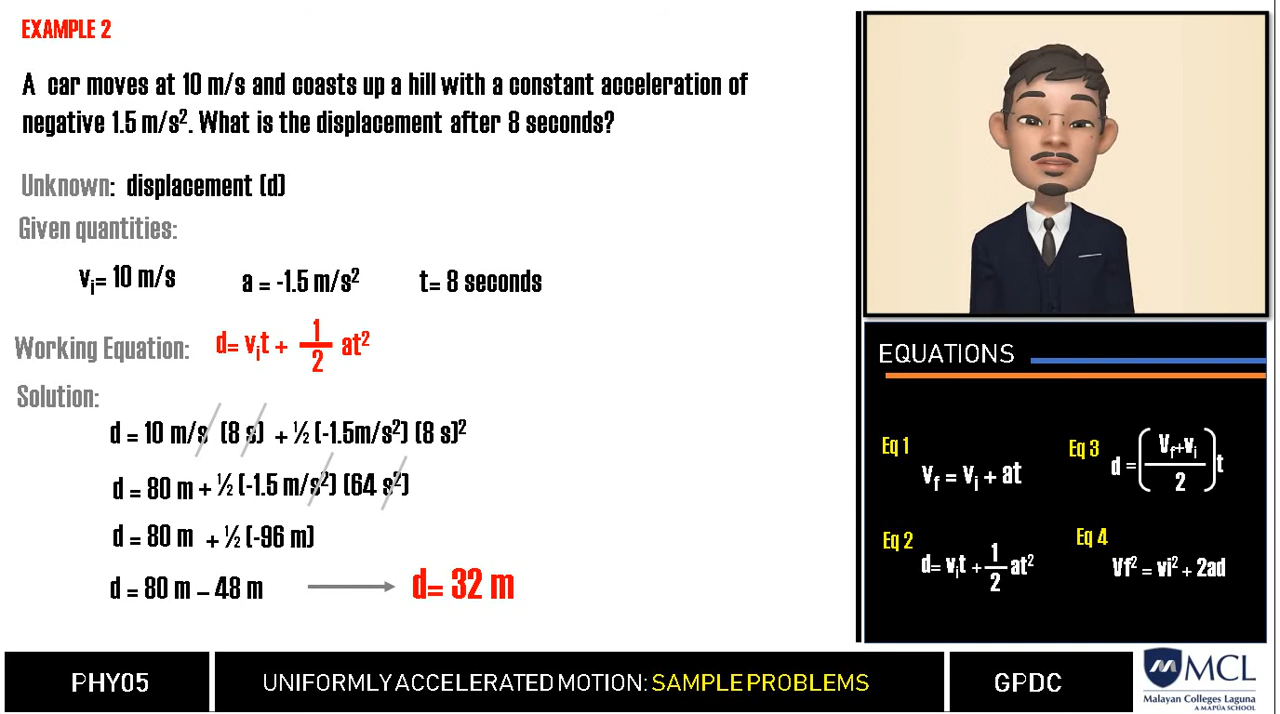 EXAMPLE 2
A car moves at 10 m/s and coasts up a hill with a constant acceleration of
negative 1.5 m/s². What is the displacement after 8 seconds?
Unknown: displacement (d)
Given quantities:
vᵢ= 10 m/s a = -1.5 m/s² t= 8 seconds
Working Equation: d= vᵢt + 1/2 at²
Solution:
d = 10 m/s (8 s) + ½ (-1.5m/s²) (8 s)²
d = 80 m + ½ (-1.5 m/s²) (64 s²)
d = 80 m + ½ (-96 m)
d = 80 m – 48 m → d= 32 m
EQUATIONS
Eq 1
V_f = vᵢ + at
Eq 2
d= vᵢt + 1/2 at²
Eq 3
d = (V_f+vᵢ / 2) t
Eq 4
Vf² = vi² + 2ad
PHY05
UNIFORMLY ACCELERATED MOTION: SAMPLE PROBLEMS
GPDC
MCL
Malayan Colleges Laguna
A MAPÚA SCHOOL